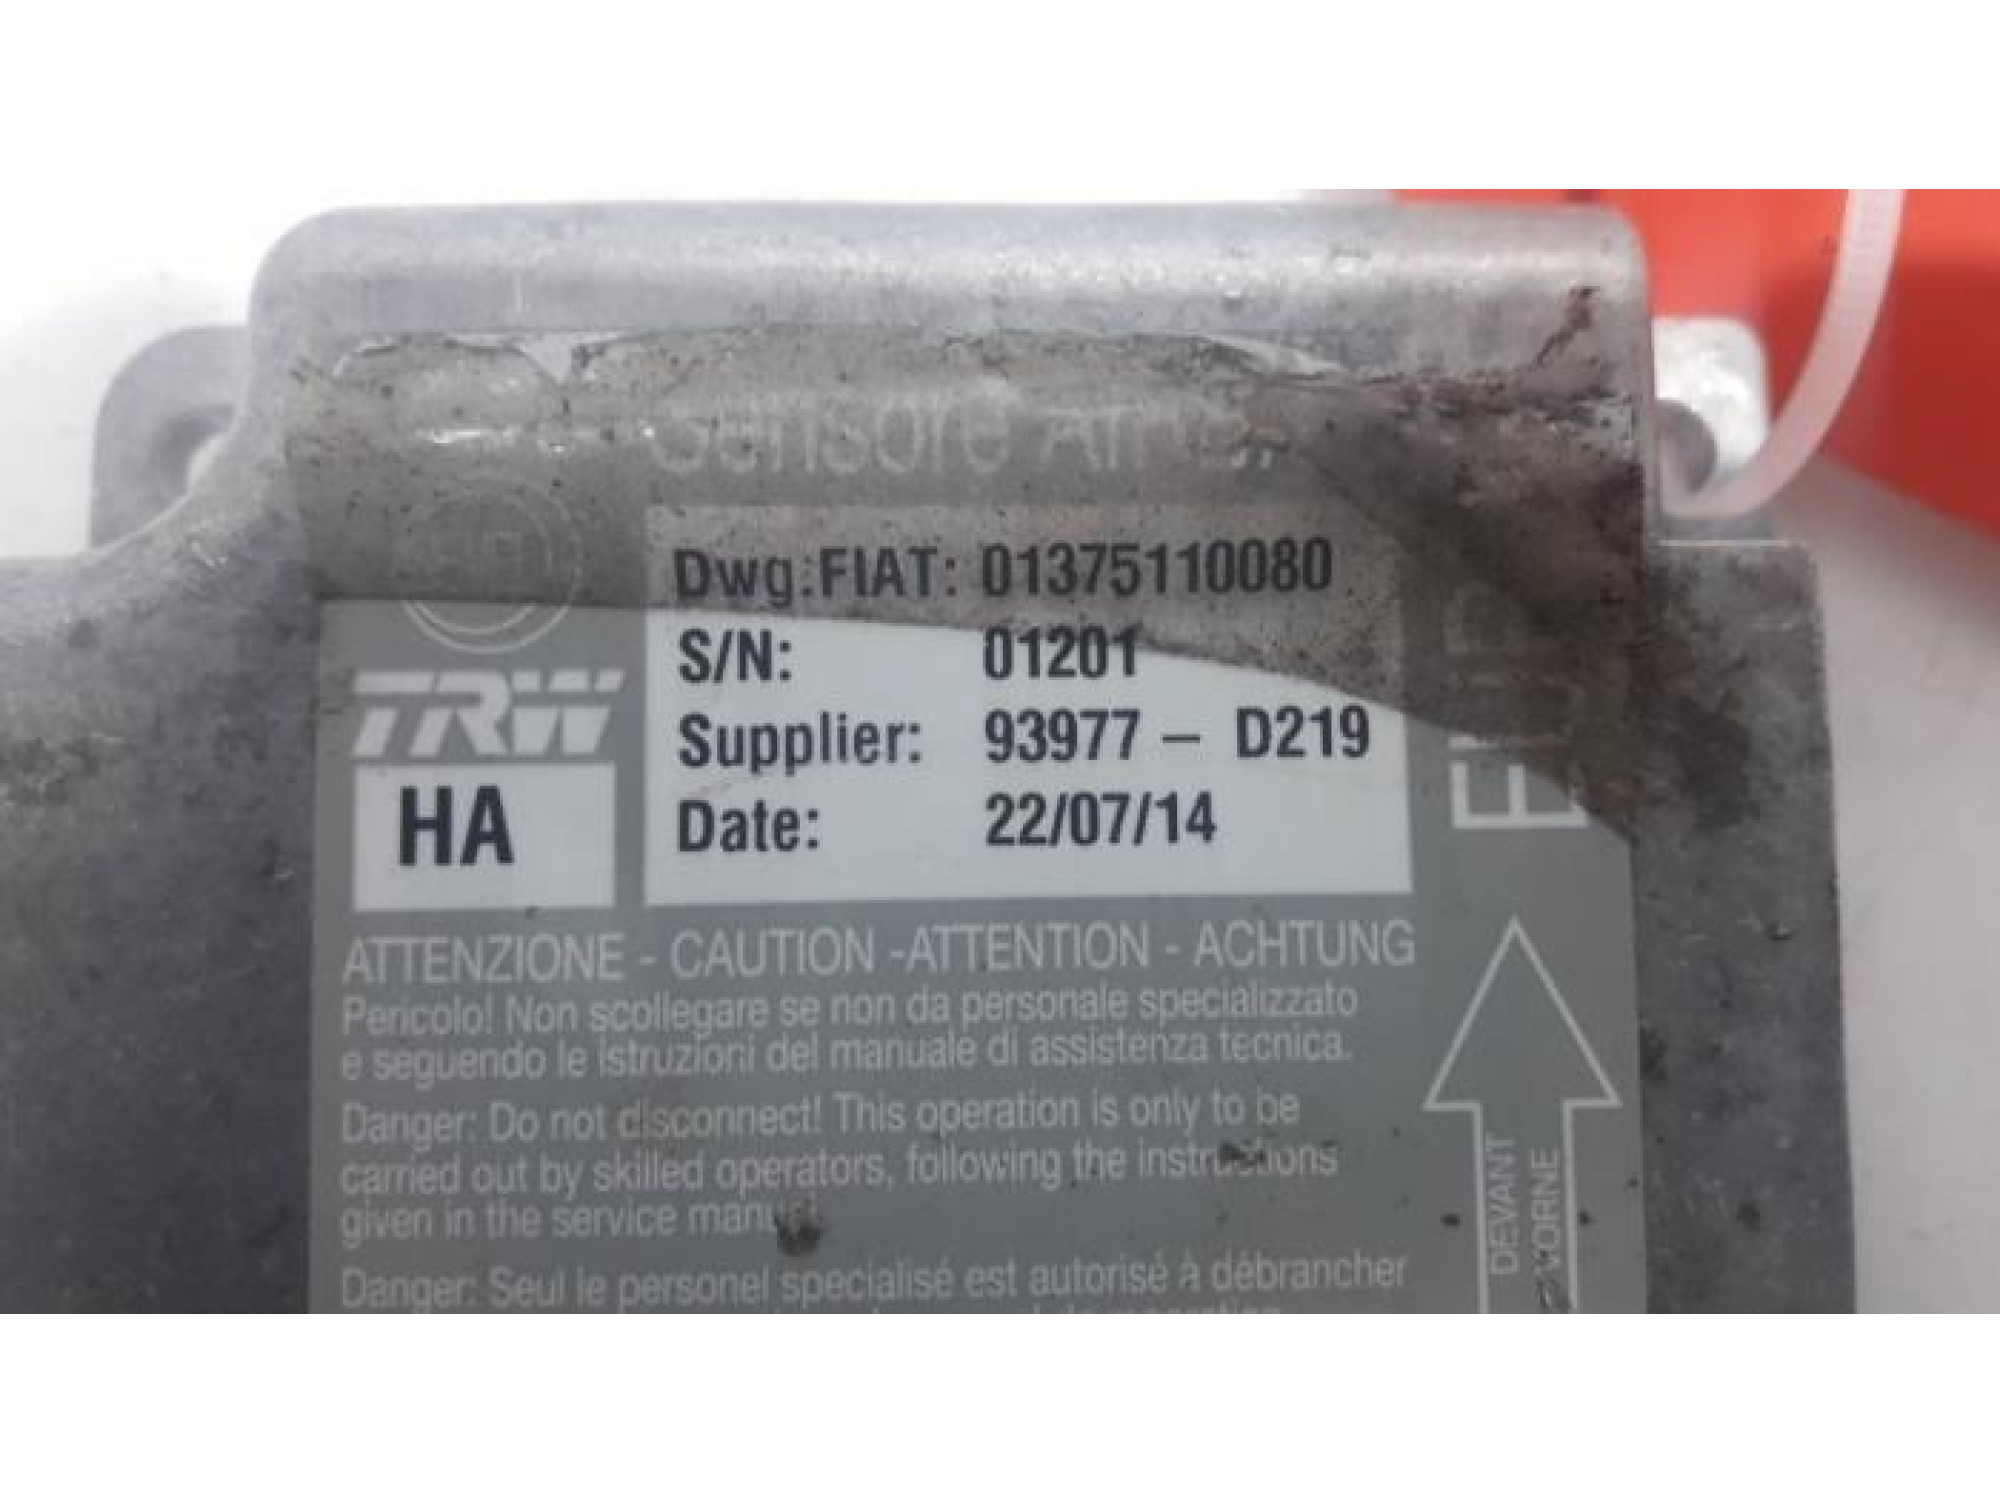 Sensore
Dwg.FIAT: 01375110080
S/N: 01201
Supplier: 93977 – D219
Date: 22/07/14
TRW
HA
ATTENZIONE - CAUTION -ATTENTION - ACHTUNG
Pericolo! Non scollegare se non da personale specializzato
e seguendo le istruzioni del manuale di assistenza tecnica.
Danger: Do not disconnect! This operation is only to be
carried out by skilled operators, following the instructions
given in the service manual
Danger: Seul le personel specialisé est autorisé à débrancher
DEVANT